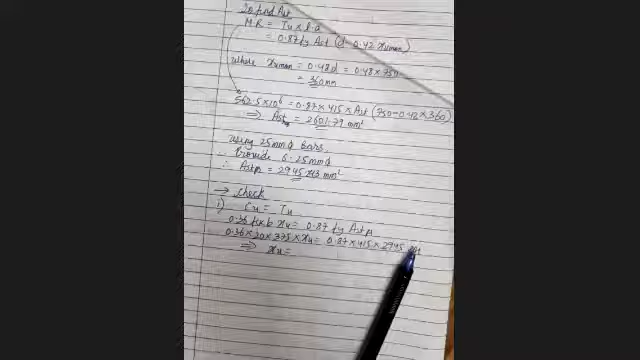 To find Ast
M.R = Tu x l.a
= 0.87 fy Ast (d - 0.42 xumax)
where xumax = 0.48d = 0.48 x 750
= 360mm
562.5 x 10⁶ = 0.87 x 415 x Ast (750 - 0.42 x 360)
⇒ Ast = 2601.79 mm²
using 25mm ϕ bars,
Provide 6-25mm ϕ
∴ Astp = 2945 mm²
→ Check
i) Cu = Tu
0.36 fck b xu = 0.87 fy Astp
0.36 x 20 x 375 x xu = 0.87 x 415 x 2945
⇒ xu =